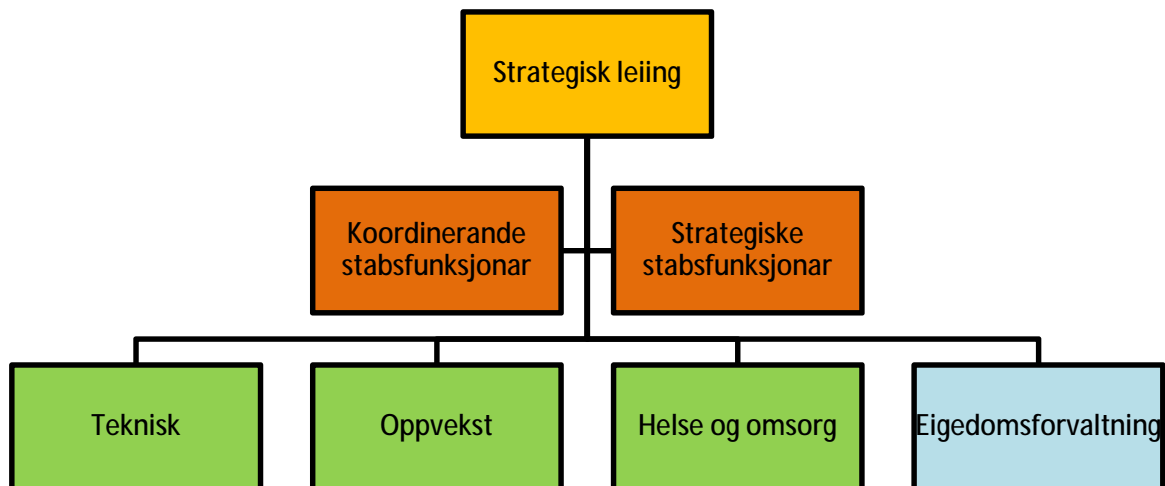 Strategisk leiing
Koordinerande
stabsfunksjonar
Strategiske
stabsfunksjonar
Teknisk
Oppvekst
Helse og omsorg
Eigedomsforvaltning